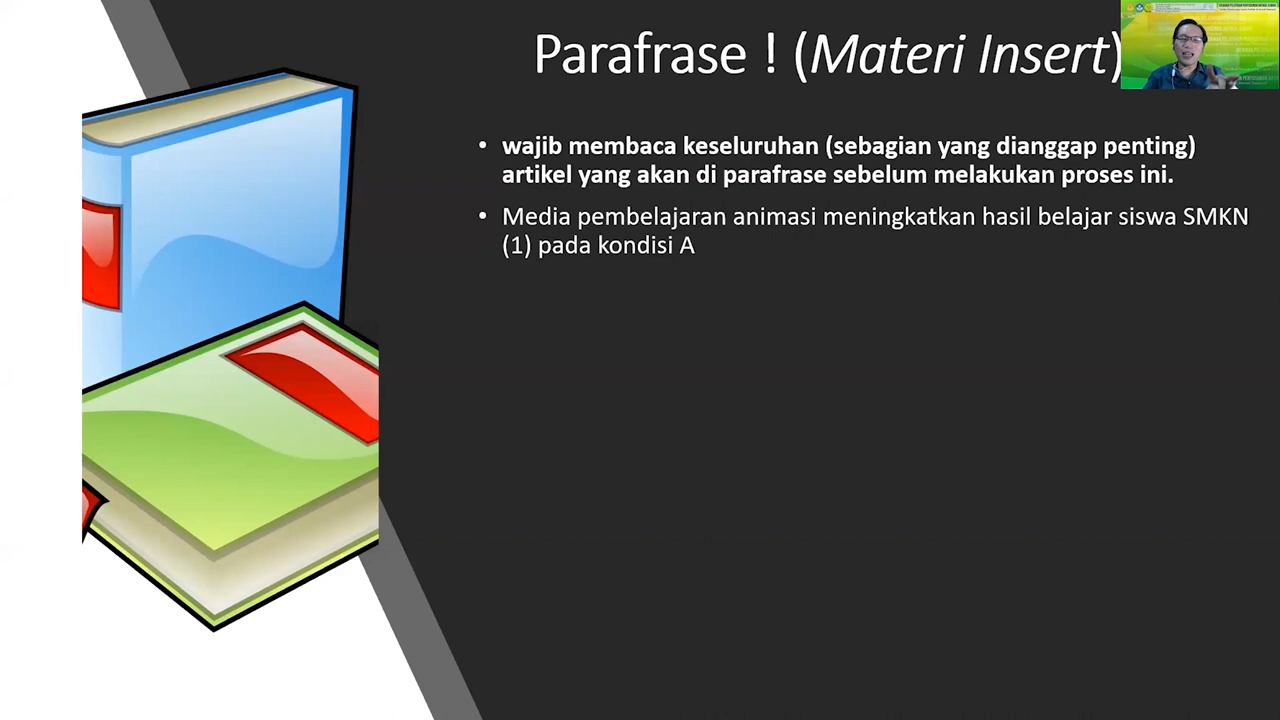 Parafrase ! (Materi Insert)
• wajib membaca keseluruhan (sebagian yang dianggap penting)
artikel yang akan di parafrase sebelum melakukan proses ini.
• Media pembelajaran animasi meningkatkan hasil belajar siswa SMKN
(1) pada kondisi A